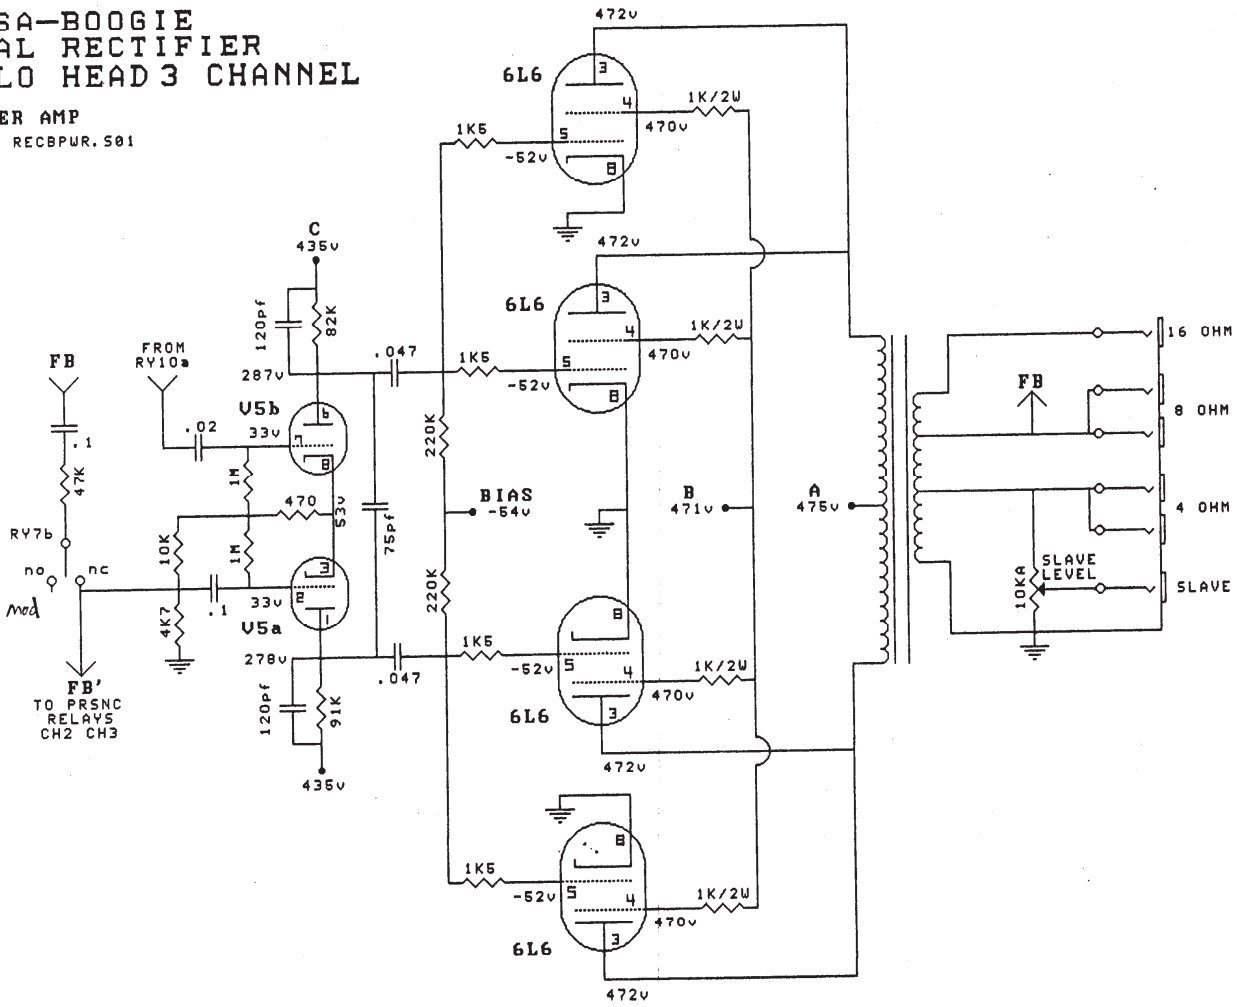 SA-BOOGIE
AL RECTIFIER
LO HEAD 3 CHANNEL
ER AMP
RECBPWR.S01
472v
6L6
3
4
1K/2W
470v
1K5
5
-52v
8
472v
C
435v
6L6
3
4
1K/2W
470v
120pf
82K
FB
FROM
RY10a
.047
1K5
5
-52v
8
287v
V5b
6
.02
33v
7
8
.1
47K
1M
220K
470
53v
75pf
BIAS
-54v
B
471v
A
475v
16 OHM
FB
8 OHM
4 OHM
SLAVE
LEVEL
10KA
SLAVE
RY7b
10K
1M
no
nc
mod
.1
33v
2
3
1
V5a
4K7
220K
278v
.047
1K5
-52v
5
8
4
3
1K/2W
470v
6L6
472v
120pf
91K
435v
FB'
TO PRSNC
RELAYS
CH2 CH3
8
1K5
-52v
5
4
1K/2W
470v
3
6L6
472v